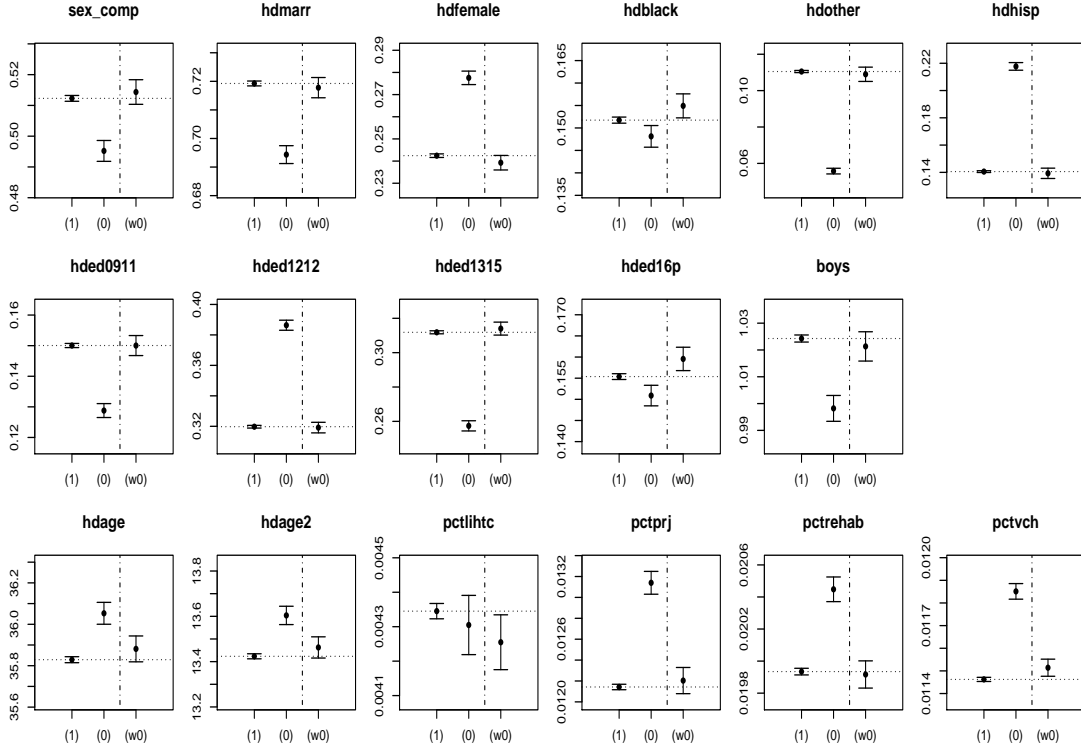 sex_comp hdmarr hdfemale hdblack hdother hdhisp
0.48 0.50 0.52
0.68 0.70 0.72
0.23 0.25 0.27 0.29
0.135 0.150 0.165
0.06 0.10
0.14 0.18 0.22
(1) (0) (w0) (1) (0) (w0) (1) (0) (w0) (1) (0) (w0) (1) (0) (w0) (1) (0) (w0)
hded0911 hded1212 hded1315 hded16p boys
0.12 0.14 0.16
0.32 0.36 0.40
0.26 0.30
0.140 0.155 0.170
0.99 1.01 1.03
(1) (0) (w0) (1) (0) (w0) (1) (0) (w0) (1) (0) (w0) (1) (0) (w0)
hdage hdage2 pctlihtc pctprj pctrehab pctvch
35.6 35.8 36.0 36.2
13.2 13.4 13.6 13.8
0.0041 0.0043 0.0045
0.0120 0.0126 0.0132
0.0198 0.0202 0.0206
0.0114 0.0117 0.0120
(1) (0) (w0) (1) (0) (w0) (1) (0) (w0) (1) (0) (w0) (1) (0) (w0) (1) (0) (w0)